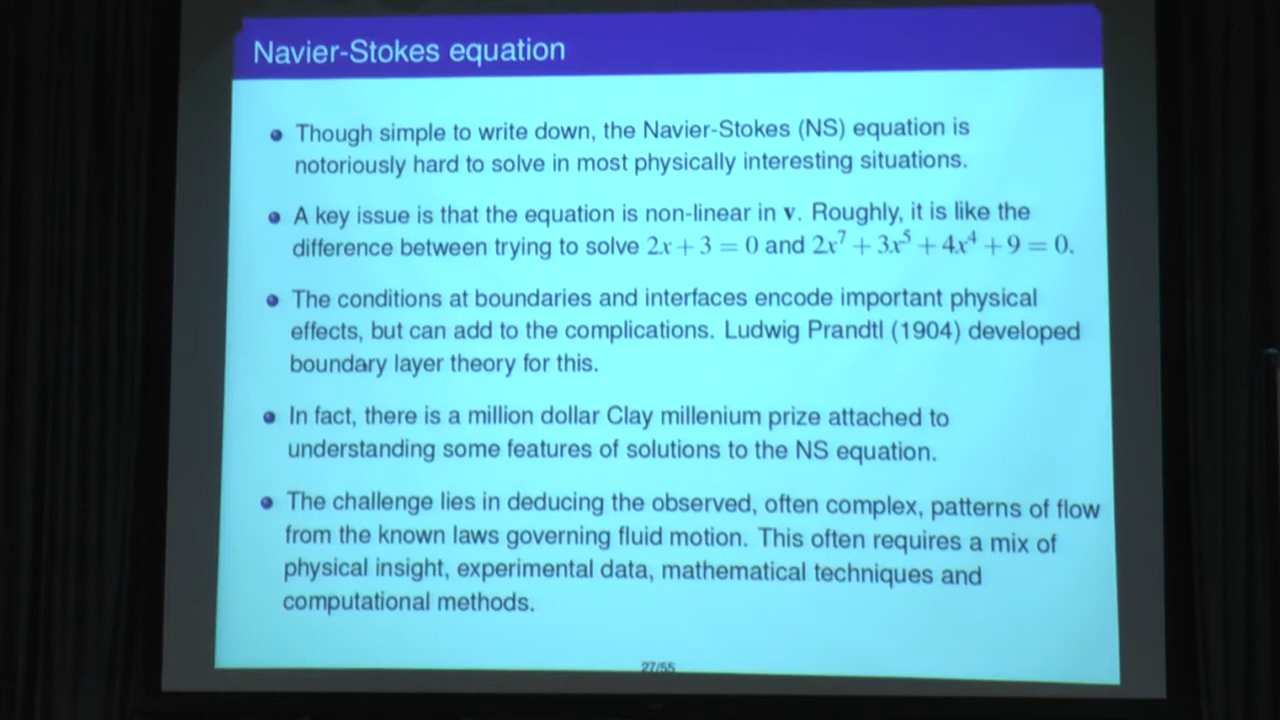 Navier-Stokes equation
Though simple to write down, the Navier-Stokes (NS) equation is
notoriously hard to solve in most physically interesting situations.
A key issue is that the equation is non-linear in v. Roughly, it is like the
difference between trying to solve 2x + 3 = 0 and 2x⁷ + 3x⁵ + 4x⁴ + 9 = 0.
The conditions at boundaries and interfaces encode important physical
effects, but can add to the complications. Ludwig Prandtl (1904) developed
boundary layer theory for this.
In fact, there is a million dollar Clay millenium prize attached to
understanding some features of solutions to the NS equation.
The challenge lies in deducing the observed, often complex, patterns of flow
from the known laws governing fluid motion. This often requires a mix of
physical insight, experimental data, mathematical techniques and
computational methods.
27/55